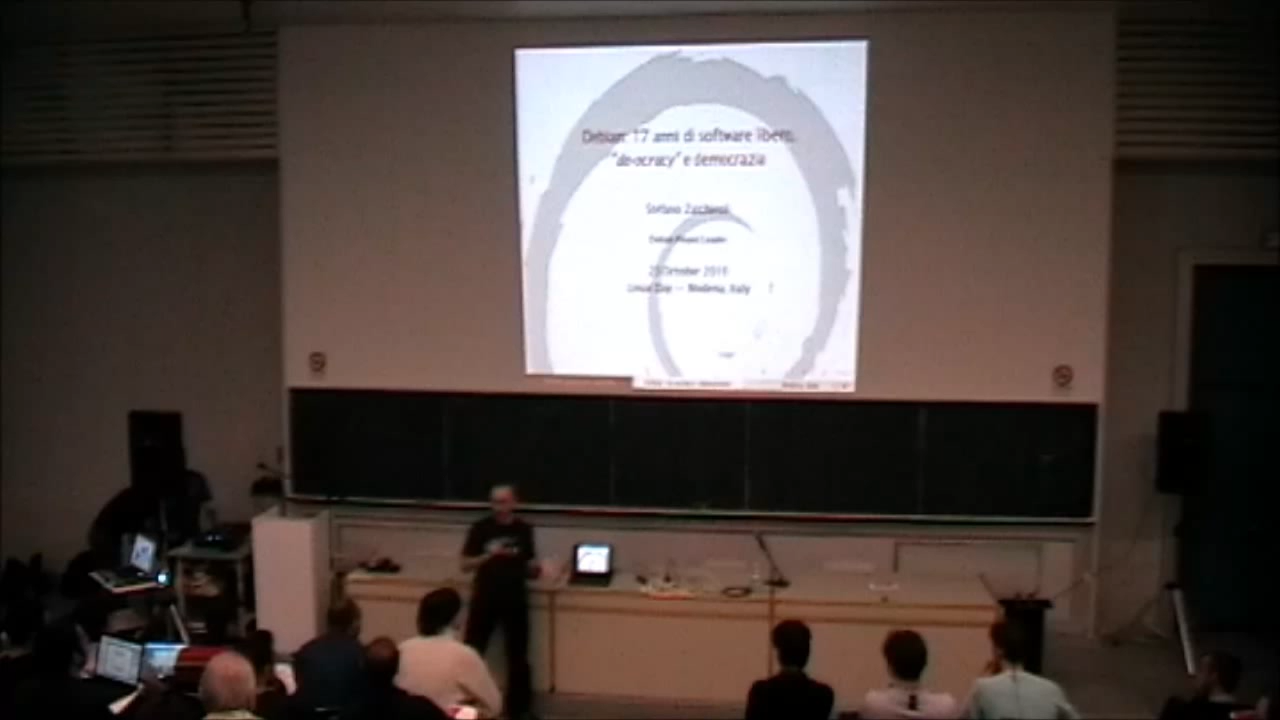 Debian: 17 anni di software libero,
"do-ocracy" e democrazia
Stefano Zacchiroli
Debian Project Leader
23 October 2010
Linux Day — Modena, Italy